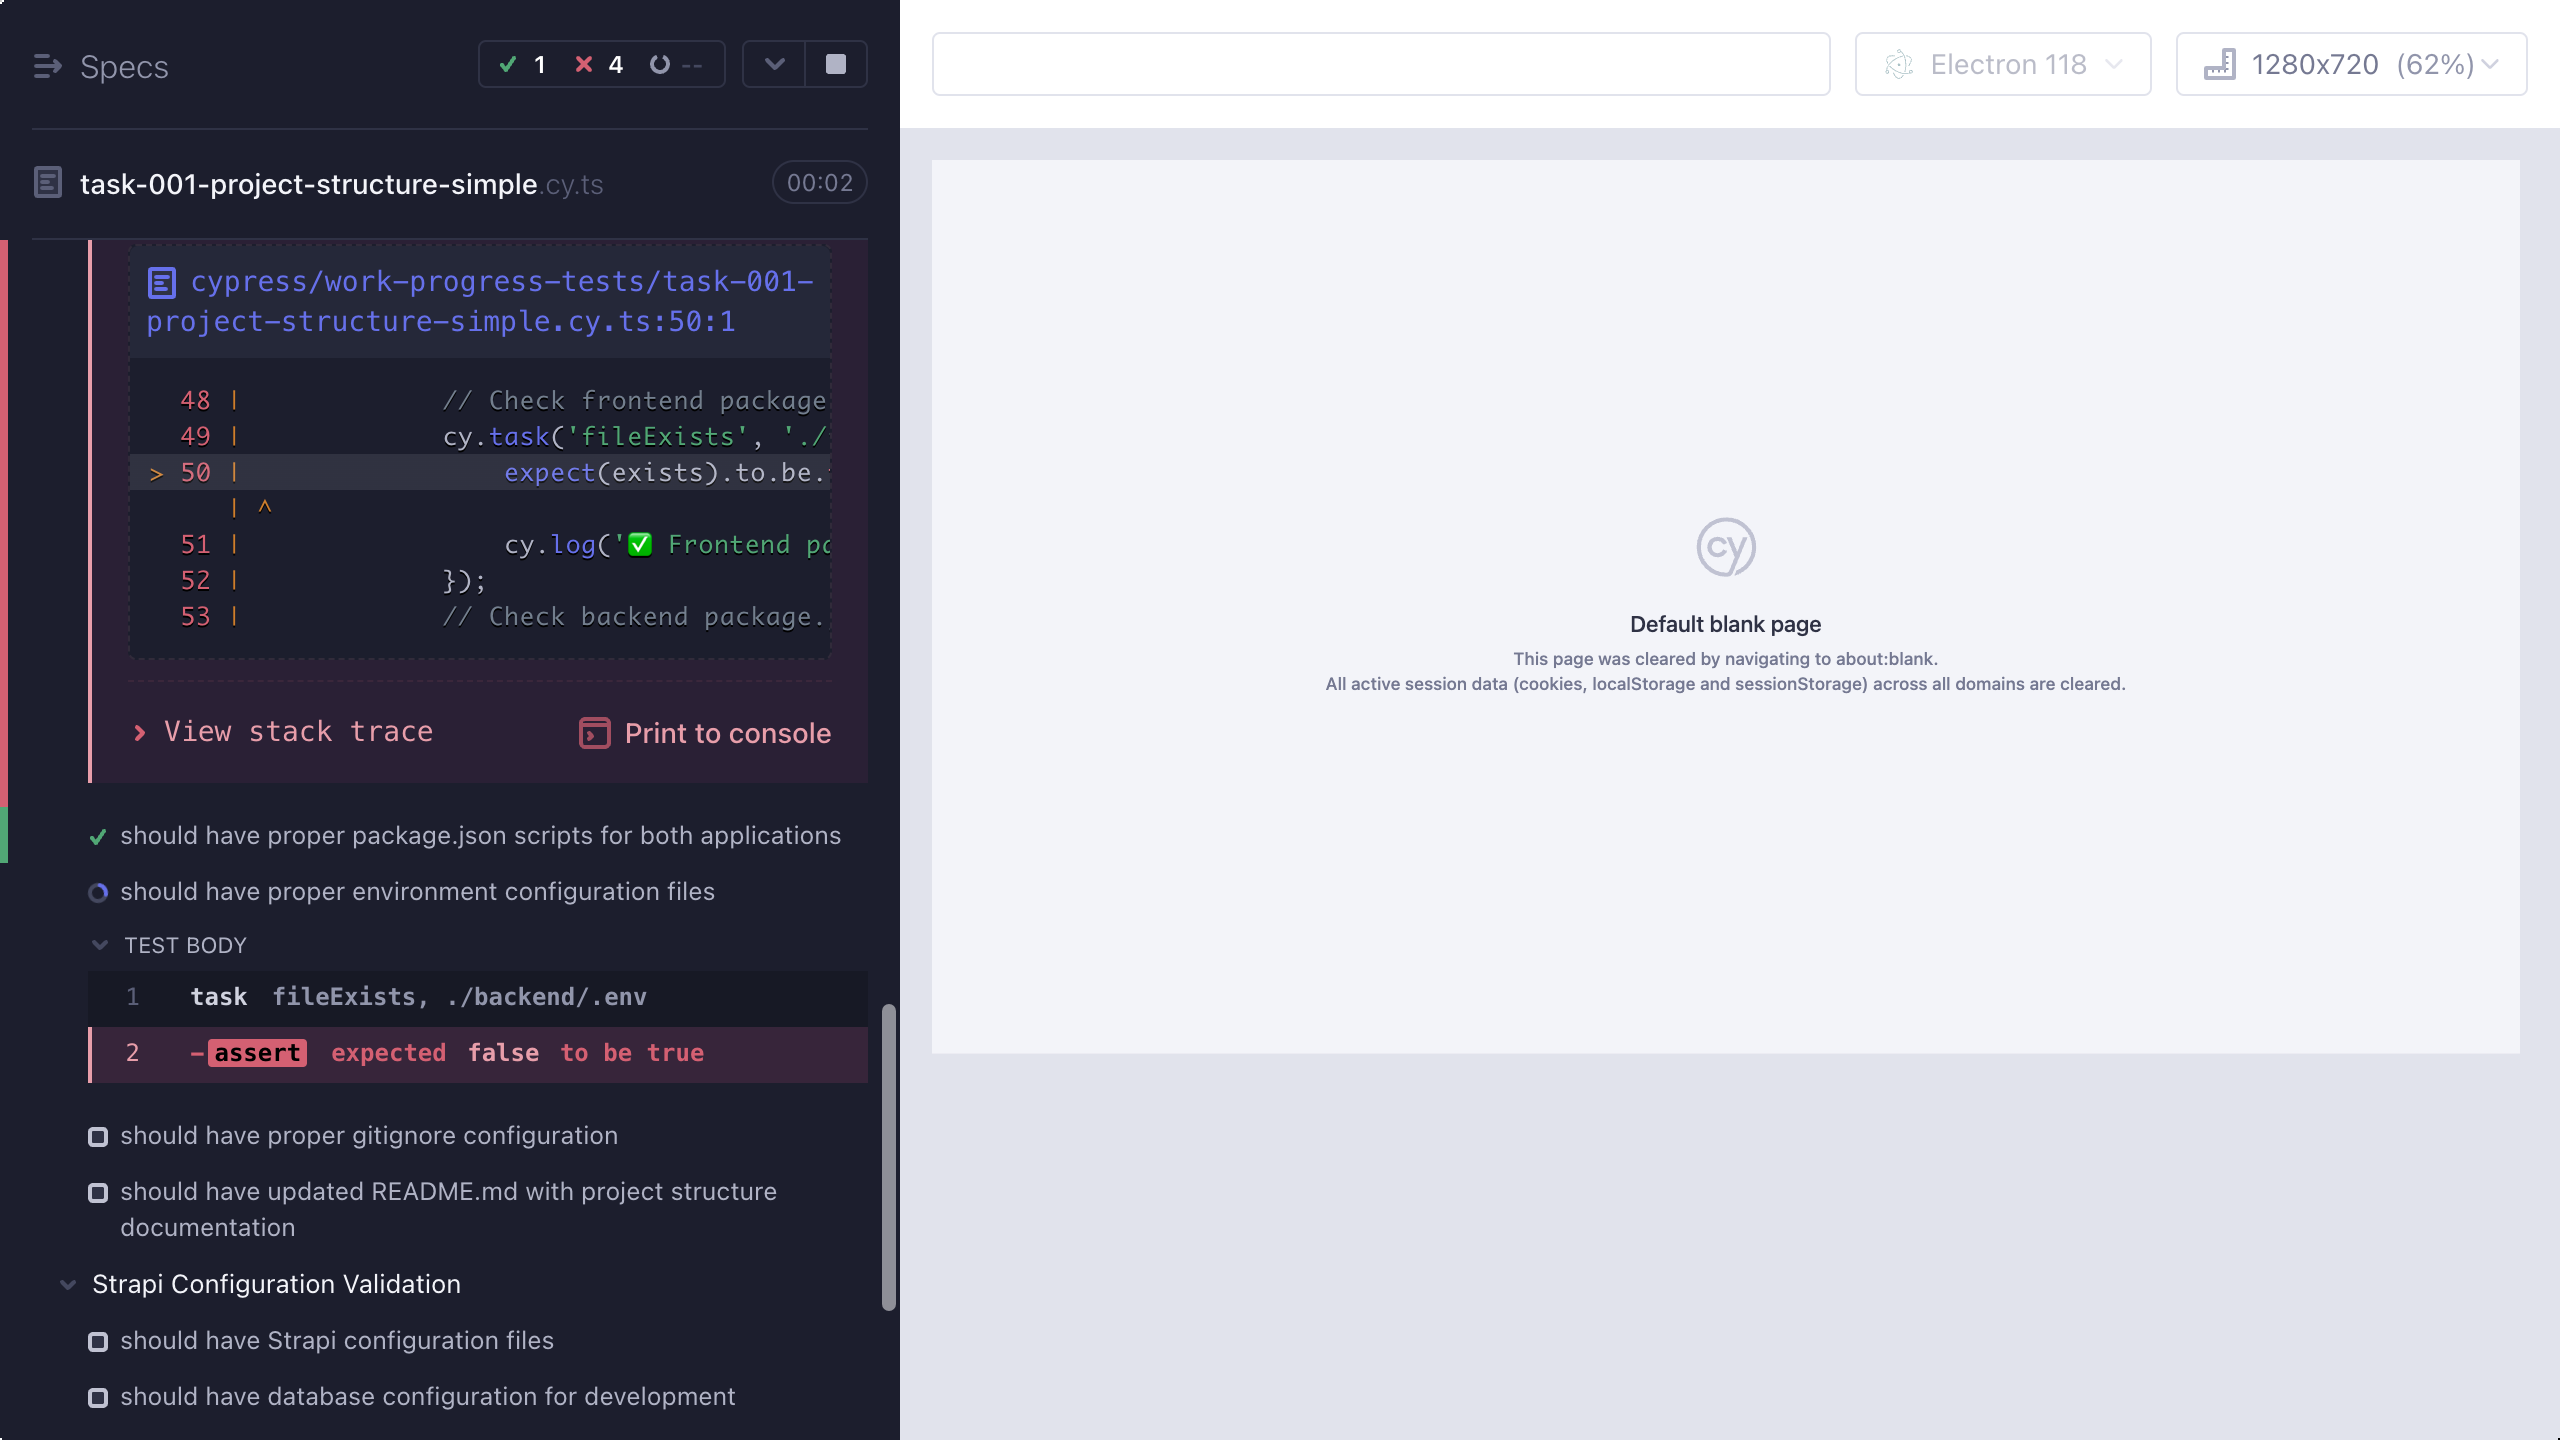 Specs
1 4 --
task-001-project-structure-simple.cy.ts 00:02
cypress/work-progress-tests/task-001-
project-structure-simple.cy.ts:50:1
48 | // Check frontend package
49 | cy.task('fileExists', './
> 50 | expect(exists).to.be.
| ^
51 | cy.log('✅ Frontend pa
52 | });
53 | // Check backend package.
View stack trace
Print to console
should have proper package.json scripts for both applications
should have proper environment configuration files
TEST BODY
1 task fileExists, ./backend/.env
2 -assert expected false to be true
should have proper gitignore configuration
should have updated README.md with project structure
documentation
Strapi Configuration Validation
should have Strapi configuration files
should have database configuration for development
Electron 118
1280x720 (62%)
cy
Default blank page
This page was cleared by navigating to about:blank.
All active session data (cookies, localStorage and sessionStorage) across all domains are cleared.